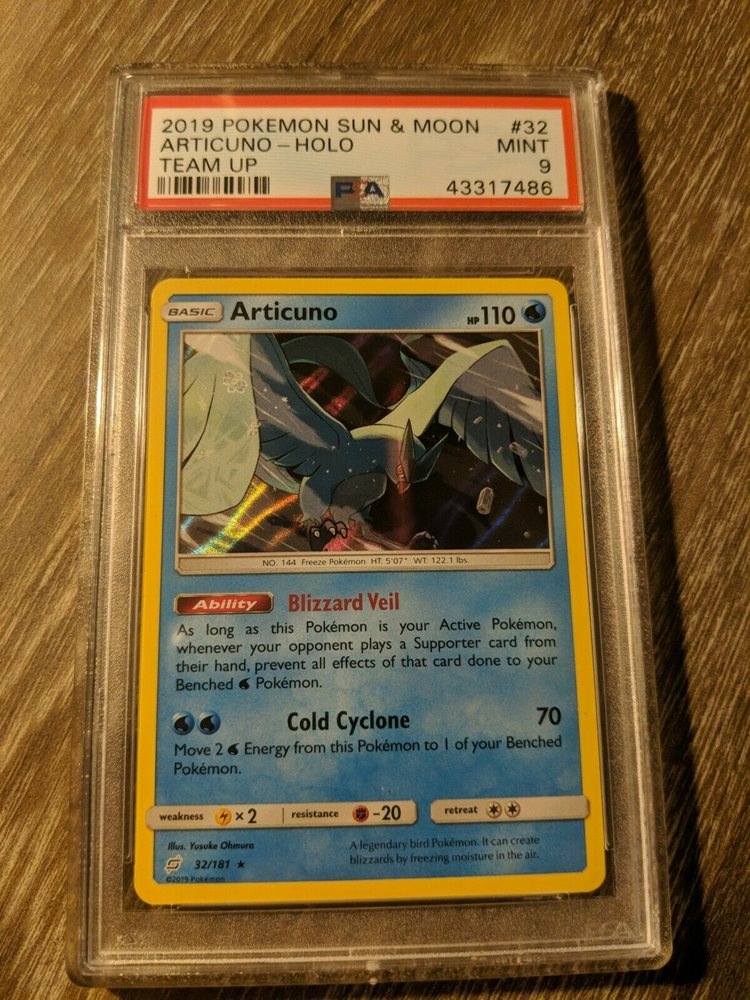 2019 POKEMON SUN & MOON #32
ARTICUNO - HOLO MINT
TEAM UP 9
PSA 43317486
BASIC Articuno HP 110
NO. 144 Freeze Pokémon HT: 5'07" WT: 122.1 lbs
Ability Blizzard Veil
As long as this Pokémon is your Active Pokémon,
whenever your opponent plays a Supporter card from
their hand, prevent all effects of that card done to your
Benched Pokémon.
Cold Cyclone 70
Move 2 Energy from this Pokémon to 1 of your Benched
Pokémon.
weakness ×2 resistance -20 retreat
Illus. Yusuke Ohmura
A legendary bird Pokémon. It can create
blizzards by freezing moisture in the air.
32/181
©2019 Pokémon